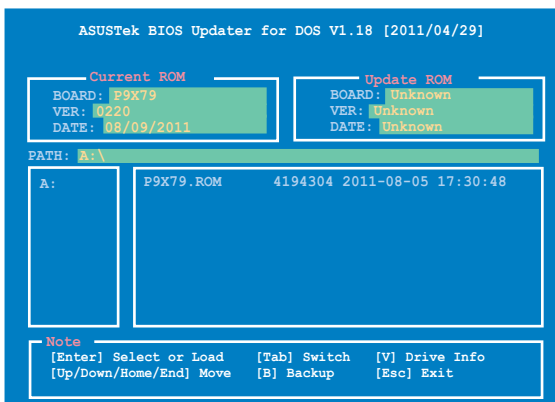 ASUSTek BIOS Updater for DOS V1.18 [2011/04/29]
Current ROM
BOARD: P9X79
VER: 0220
DATE: 08/09/2011
Update ROM
BOARD: Unknown
VER: Unknown
DATE: Unknown
PATH: A:\
A:
P9X79.ROM 4194304 2011-08-05 17:30:48
Note
[Enter] Select or Load [Tab] Switch [V] Drive Info
[Up/Down/Home/End] Move [B] Backup [Esc] Exit